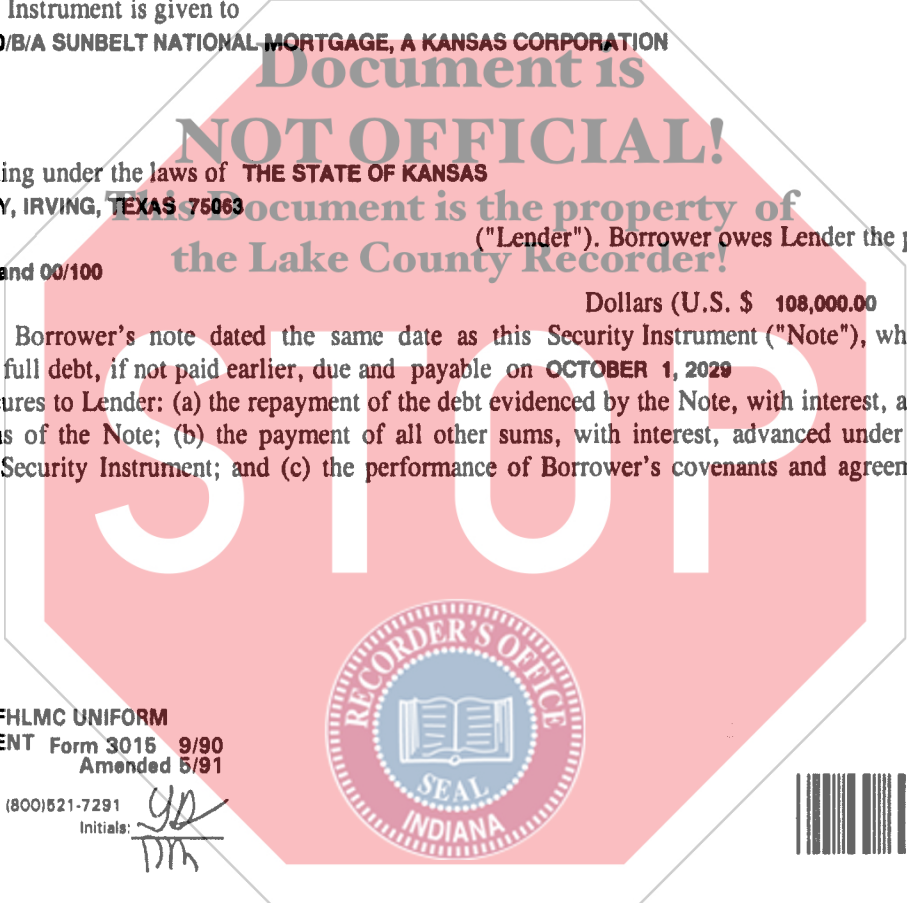 Instrument is given to
D/B/A SUNBELT NATIONAL MORTGAGE, A KANSAS CORPORATION
Document is
NOT OFFICIAL!
ing under the laws of THE STATE OF KANSAS
Y, IRVING, TEXAS 75063
This Document is the property of
("Lender"). Borrower owes Lender the p
the Lake County Recorder!
and 00/100
Dollars (U.S. $ 108,000.00
Borrower's note dated the same date as this Security Instrument ("Note"), wh
full debt, if not paid earlier, due and payable on OCTOBER 1, 2029
ures to Lender: (a) the repayment of the debt evidenced by the Note, with interest, a
s of the Note; (b) the payment of all other sums, with interest, advanced under
Security Instrument; and (c) the performance of Borrower's covenants and agreem
STOP
RECORDER'S OFFICE
SEAL
INDIANA
FHLMC UNIFORM
ENT Form 3015 9/90
Amended 5/91
(800)521-7291
Initials: